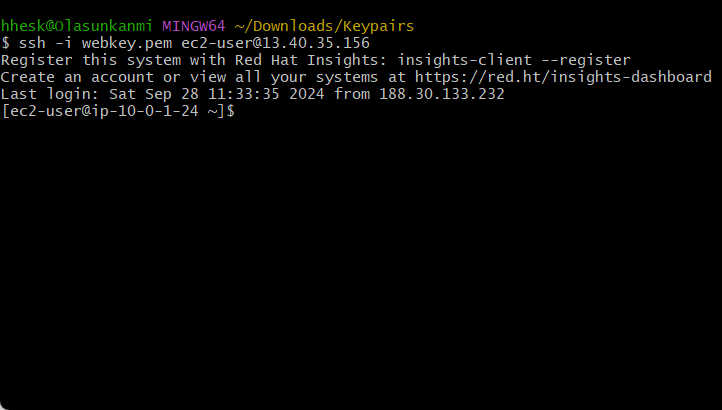 hhesk@Olasunkanmi MINGW64 ~/Downloads/Keypairs
$ ssh -i webkey.pem ec2-user@13.40.35.156
Register this system with Red Hat Insights: insights-client --register
Create an account or view all your systems at https://red.ht/insights-dashboard
Last login: Sat Sep 28 11:33:35 2024 from 188.30.133.232
[ec2-user@ip-10-0-1-24 ~]$